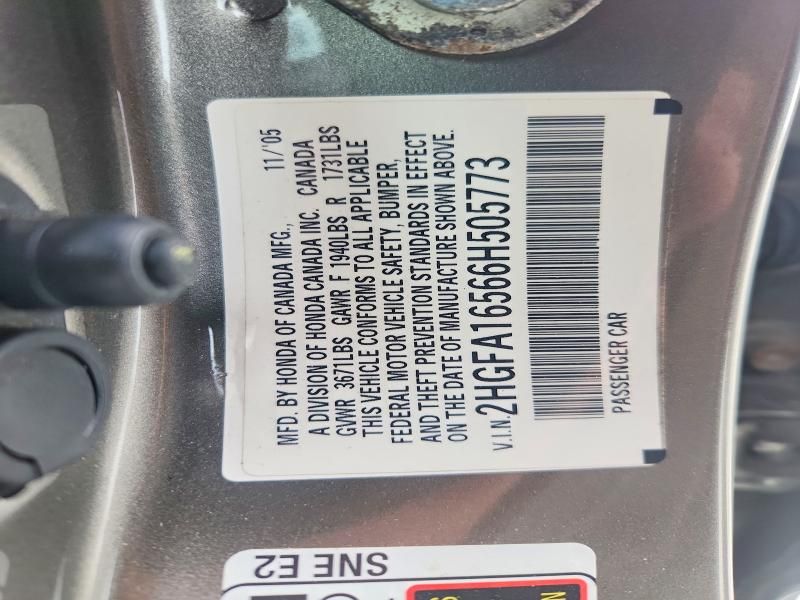 MFD. BY HONDA OF CANADA MFG., 11/'05
A DIVISION OF HONDA CANADA INC. CANADA
GVWR 3671LBS GAWR F 1940LBS R 1731LBS
THIS VEHICLE CONFORMS TO ALL APPLICABLE
FEDERAL MOTOR VEHICLE SAFETY, BUMPER,
AND THEFT PREVENTION STANDARDS IN EFFECT
ON THE DATE OF MANUFACTURE SHOWN ABOVE.
V.I.N. 2HGFA16566H505773
PASSENGER CAR
SNE E2